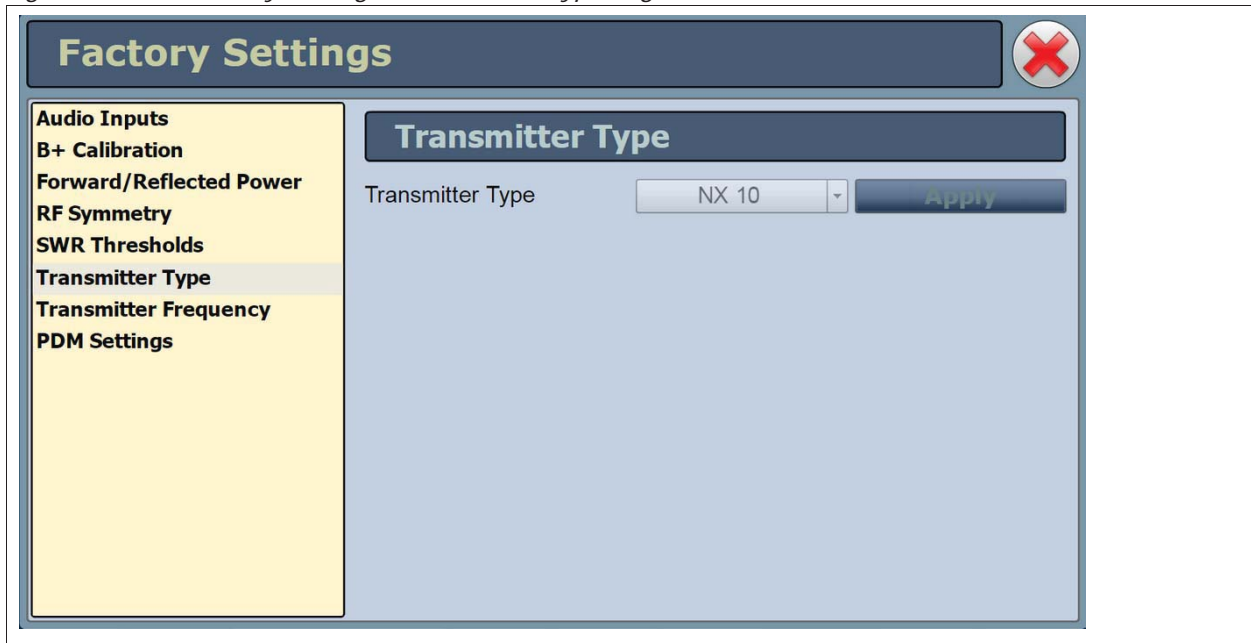 Factory Settings
Audio Inputs
B+ Calibration
Forward/Reflected Power
RF Symmetry
SWR Thresholds
Transmitter Type
Transmitter Frequency
PDM Settings
Transmitter Type
Transmitter Type NX 10 Apply